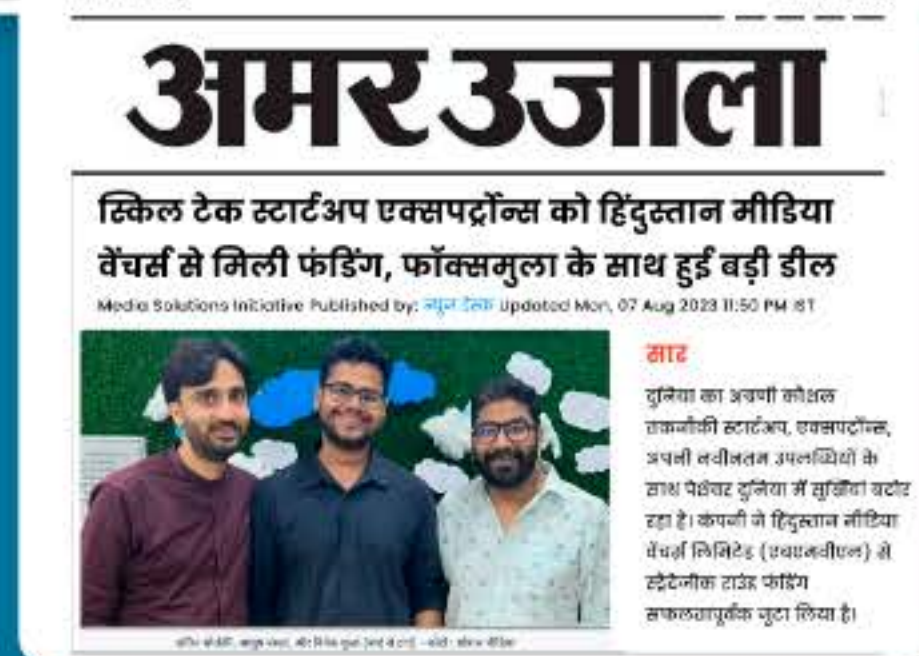 अमर उजाला
स्किल टेक स्टार्टअप एक्सपर्ट्रोन्स को हिंदुस्तान मीडिया
वेंचर्स से मिली फंडिंग, फॉक्समुला के साथ हुई बड़ी डील
Media Solutions Initiative Published by: न्यूज डेस्क Updated Mon, 07 Aug 2023 11:50 PM IST
सार
दुनिया का अग्रणी कौशल
तकनीकी स्टार्टअप, एक्सपर्ट्रोन्स,
अपनी नवीनतम उपलब्धियों के
साथ पेशेवर दुनिया में सुर्खियां बटोर
रहा है। कंपनी ने हिंदुस्तान मीडिया
वेंचर्स लिमिटेड (एचएमवीएल) से
स्ट्रेटेजीक राउंड फंडिंग
सफलतापूर्वक जुटा लिया है।